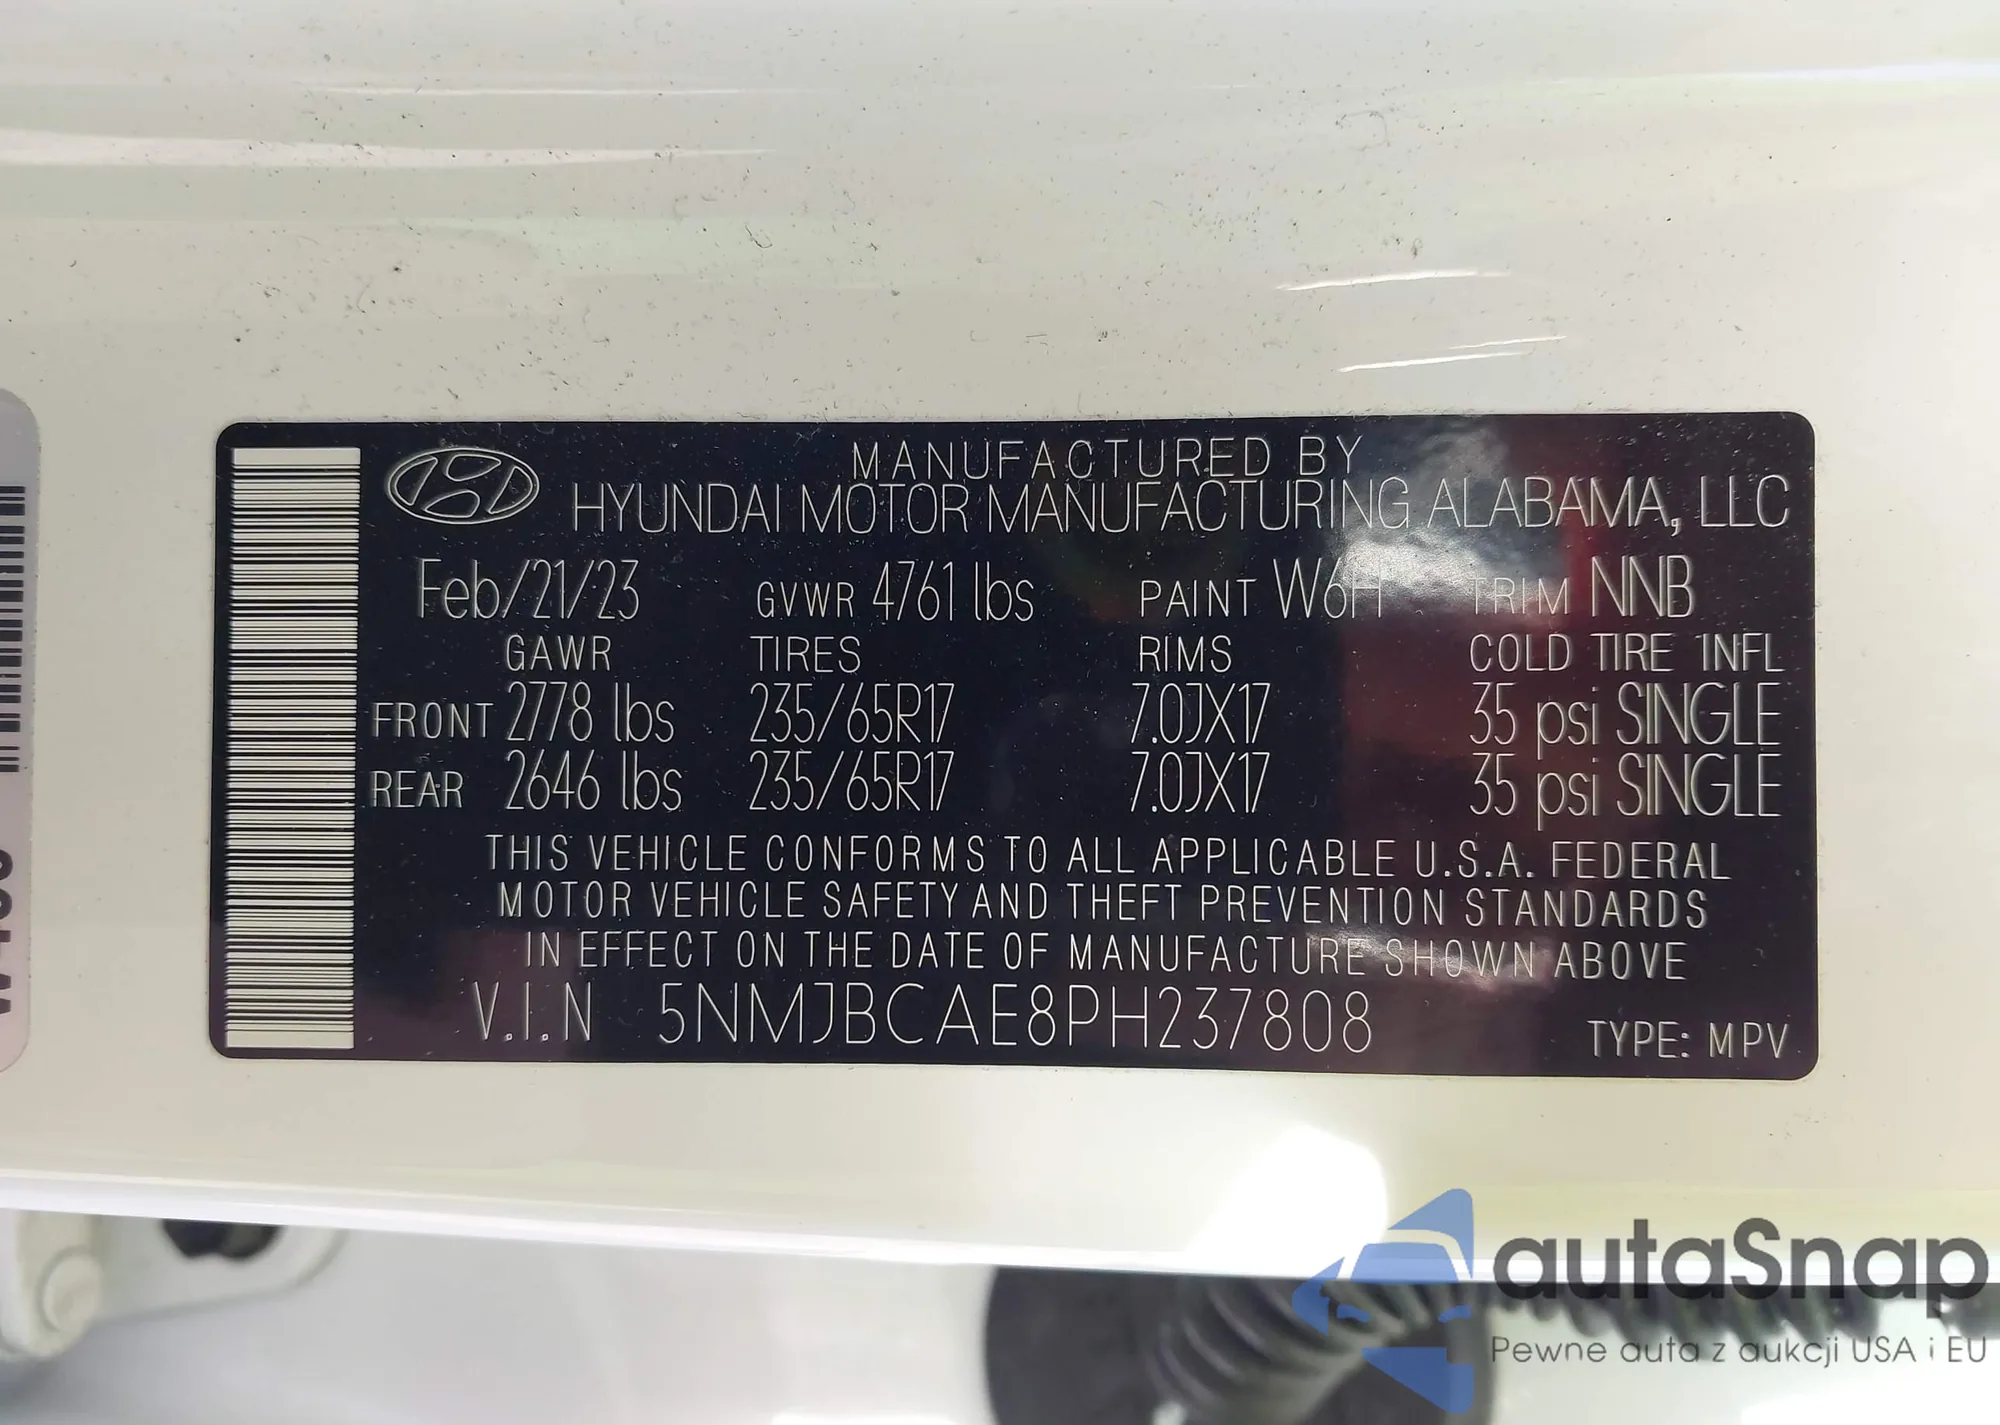 MANUFACTURED BY
HYUNDAI MOTOR MANUFACTURING ALABAMA, LLC
Feb/21/23 GVWR 4761 lbs PAINT W6H TRIM NNB
GAWR TIRES RIMS COLD TIRE INFL
FRONT 2778 lbs 235/65R17 7.0JX17 35 psi SINGLE
REAR 2646 lbs 235/65R17 7.0JX17 35 psi SINGLE
THIS VEHICLE CONFORMS TO ALL APPLICABLE U.S.A. FEDERAL
MOTOR VEHICLE SAFETY AND THEFT PREVENTION STANDARDS
IN EFFECT ON THE DATE OF MANUFACTURE SHOWN ABOVE
V.I.N 5NMJBCAE8PH237808 TYPE: MPV
autaSnap
Pewne auta z aukcji USA i EU